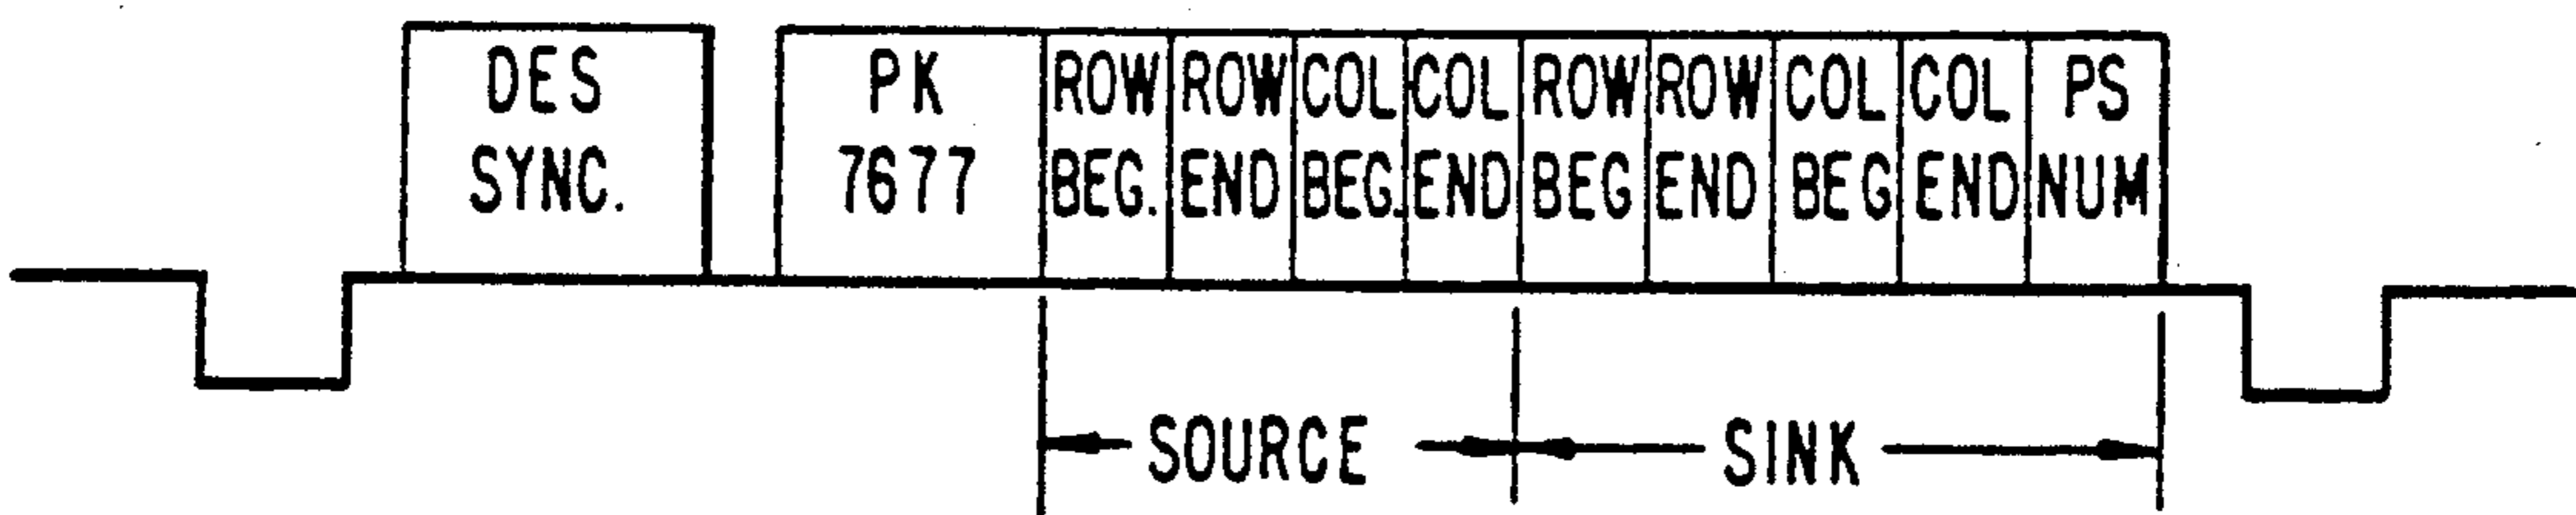 DES
SYNC.
PK
7677
ROW
BEG.
ROW
END
COL
BEG.
COL
END
ROW
BEG
ROW
END
COL
BEG
COL
END
PS
NUM
SOURCE
SINK